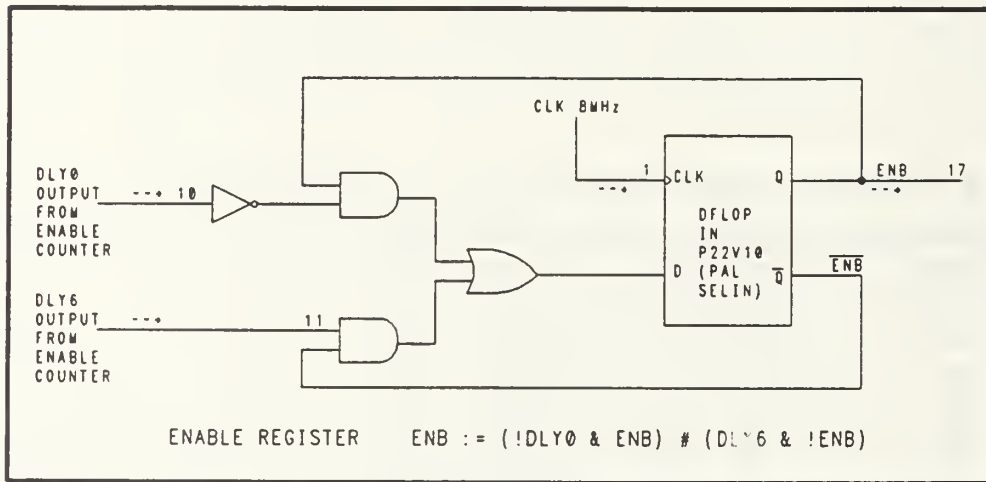 CLK 8MHz
DLY0
OUTPUT
FROM
ENABLE
COUNTER
--→ 10
1
--→
CLK
Q
ENB 17
--→
DFLOP
IN
P22V10
(PAL
SELIN)
D
Q̅
E̅N̅B̅
DLY6
OUTPUT
FROM
ENABLE
COUNTER
--→ 11
ENABLE REGISTER ENB := (!DLY0 & ENB) # (DLY6 & !ENB)